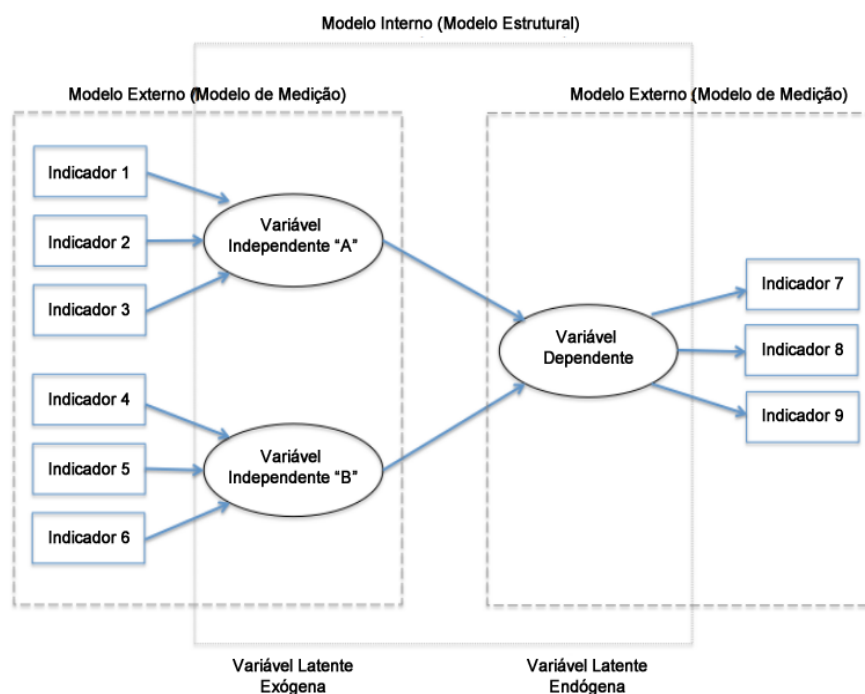 Modelo Interno (Modelo Estrutural)
Modelo Externo (Modelo de Medição)
Modelo Externo (Modelo de Medição)
Indicador 1
Indicador 2
Indicador 3
Variável
Independente “A”
Indicador 4
Indicador 5
Indicador 6
Variável
Independente “B”
Variável
Dependente
Indicador 7
Indicador 8
Indicador 9
Variável Latente
Exógena
Variável Latente
Endógena